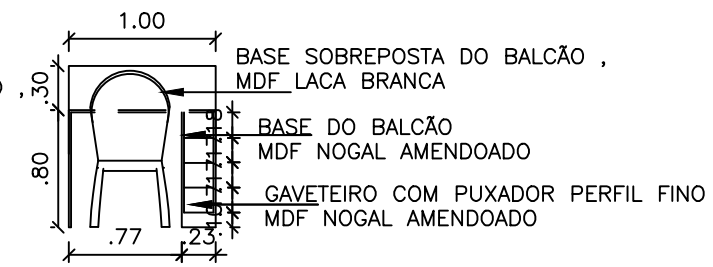 1.00
BASE SOBREPOSTA DO BALCÃO ,
MDF LACA BRANCA
,
.30
BASE DO BALCÃO
MDF NOGAL AMENDOADO
.80
GAVETEIRO COM PUXADOR PERFIL FINO
MDF NOGAL AMENDOADO
.77
.23